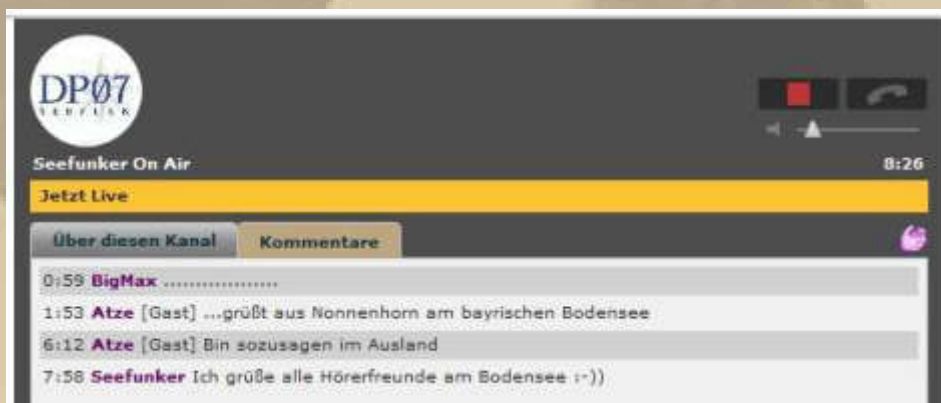 DP07
SEEFUNK
Seefunker On Air
8:26
Jetzt Live
Über diesen Kanal
Kommentare
0:59 BigMax ..................
1:53 Atze [Gast] ...grüßt aus Nonnenhorn am bayrischen Bodensee
6:12 Atze [Gast] Bin sozusagen im Ausland
7:58 Seefunker Ich grüße alle Hörerfreunde am Bodensee :-))